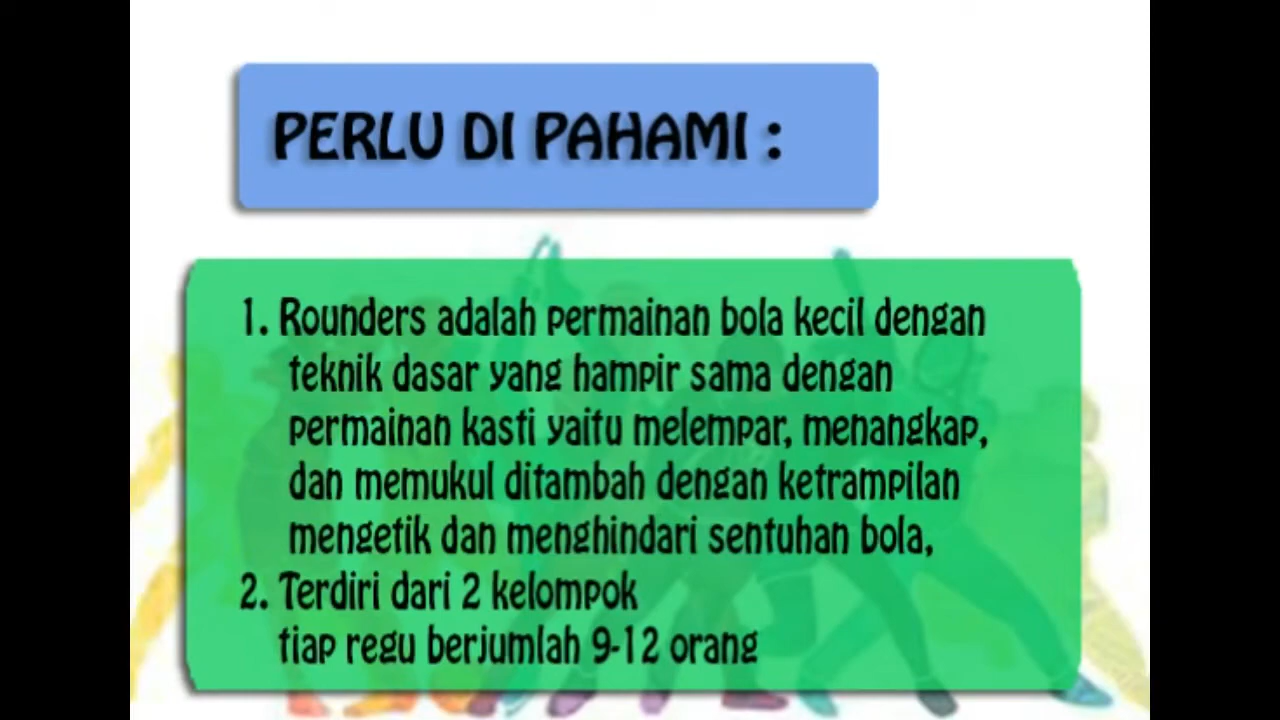 PERLU DI PAHAMI :
1. Rounders adalah permainan bola kecil dengan
teknik dasar yang hampir sama dengan
permainan kasti yaitu melempar, menangkap,
dan memukul ditambah dengan ketrampilan
mengetik dan menghindari sentuhan bola,
2. Terdiri dari 2 kelompok
tiap regu berjumlah 9-12 orang